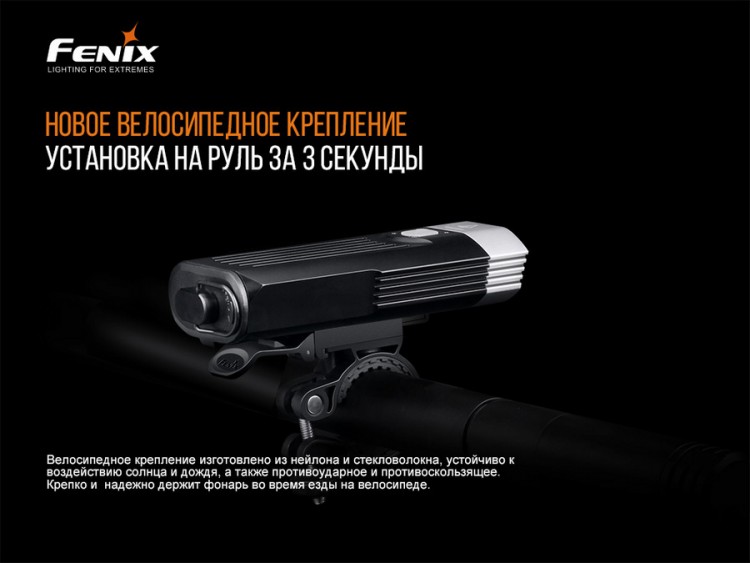 FENIX
LIGHTING FOR EXTREMES
НОВОЕ ВЕЛОСИПЕДНОЕ КРЕПЛЕНИЕ
УСТАНОВКА НА РУЛЬ ЗА 3 СЕКУНДЫ
Велосипедное крепление изготовлено из нейлона и стекловолокна, устойчиво к
воздействию солнца и дождя, а также противоударное и противоскользящее.
Крепко и надежно держит фонарь во время езды на велосипеде.